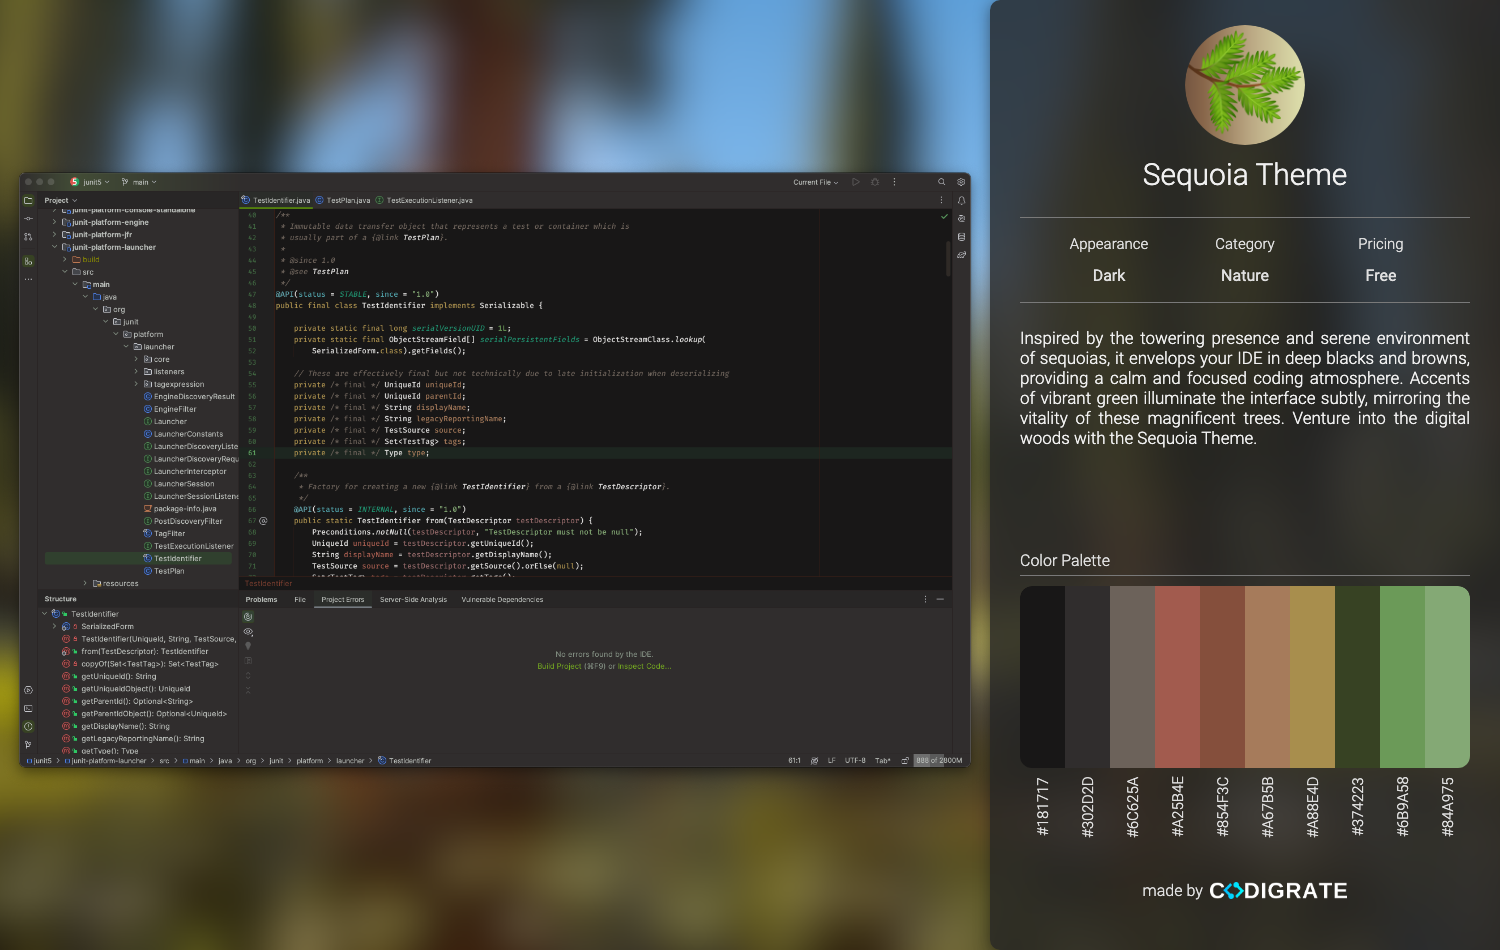 junit5
main
Current File
Project
junit-platform-console-standalone
junit-platform-engine
junit-platform-jfr
junit-platform-launcher
build
src
main
java
org
junit
platform
launcher
core
listeners
tagexpression
EngineDiscoveryResult
EngineFilter
Launcher
LauncherConstants
LauncherDiscoveryListe
LauncherDiscoveryRequ
LauncherInterceptor
LauncherSession
LauncherSessionListene
package-info.java
PostDiscoveryFilter
TagFilter
TestExecutionListener
TestIdentifier
TestPlan
resources
TestIdentifier.java TestPlan.java TestExecutionListener.java
40 /**
41 * Immutable data transfer object that represents a test or container which is
42 * usually part of a {@link TestPlan}.
43 *
44 * @since 1.0
45 * @see TestPlan
46 */
47 @API(status = STABLE, since = "1.0")
48 public final class TestIdentifier implements Serializable {
49
50 private static final long serialVersionUID = 1L;
51 private static final ObjectStreamField[] serialPersistentFields = ObjectStreamClass.lookup(
52 SerializedForm.class).getFields();
53
54 // These are effectively final but not technically due to late initialization when deserializing
55 private /* final */ UniqueId uniqueId;
56 private /* final */ UniqueId parentId;
57 private /* final */ String displayName;
58 private /* final */ String legacyReportingName;
59 private /* final */ TestSource source;
60 private /* final */ Set<TestTag> tags;
61 private /* final */ Type type;
62
63 /**
64 * Factory for creating a new {@link TestIdentifier} from a {@link TestDescriptor}.
65 */
66 @API(status = INTERNAL, since = "1.0")
67 public static TestIdentifier from(TestDescriptor testDescriptor) {
68 Preconditions.notNull(testDescriptor, "TestDescriptor must not be null");
69 UniqueId uniqueId = testDescriptor.getUniqueId();
70 String displayName = testDescriptor.getDisplayName();
71 TestSource source = testDescriptor.getSource().orElse(null);
TestIdentifier
Structure
TestIdentifier
SerializedForm
TestIdentifier(UniqueId, String, TestSource,
from(TestDescriptor): TestIdentifier
copyOf(Set<TestTag>): Set<TestTag>
getUniqueId(): String
getUniqueIdObject(): UniqueId
getParentId(): Optional<String>
getParentIdObject(): Optional<UniqueId>
getDisplayName(): String
getLegacyReportingName(): String
getType(): Type
Problems File Project Errors Server-Side Analysis Vulnerable Dependencies
No errors found by the IDE.
Build Project (⌘F9) or Inspect Code...
junit5 > junit-platform-launcher > src > main > java > org > junit > platform > launcher > TestIdentifier
61:1 LF UTF-8 Tab* 888 of 2800M
Sequoia Theme
Appearance Category Pricing
Dark Nature Free
Inspired by the towering presence and serene environment
of sequoias, it envelops your IDE in deep blacks and browns,
providing a calm and focused coding atmosphere. Accents
of vibrant green illuminate the interface subtly, mirroring the
vitality of these magnificent trees. Venture into the digital
woods with the Sequoia Theme.
Color Palette
#181717
#302D2D
#6C625A
#A25B4E
#854F3C
#A67B5B
#A88E4D
#374223
#6B9A58
#84A975
made by CODIGRATE